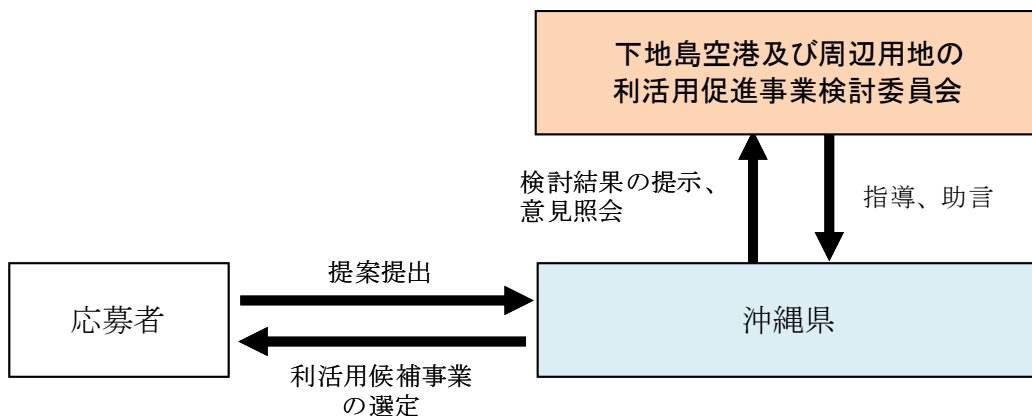 下地島空港及び周辺用地の
利活用促進事業検討委員会
検討結果の提示、
意見照会
指導、助言
提案提出
応募者
沖縄県
利活用候補事業
の選定